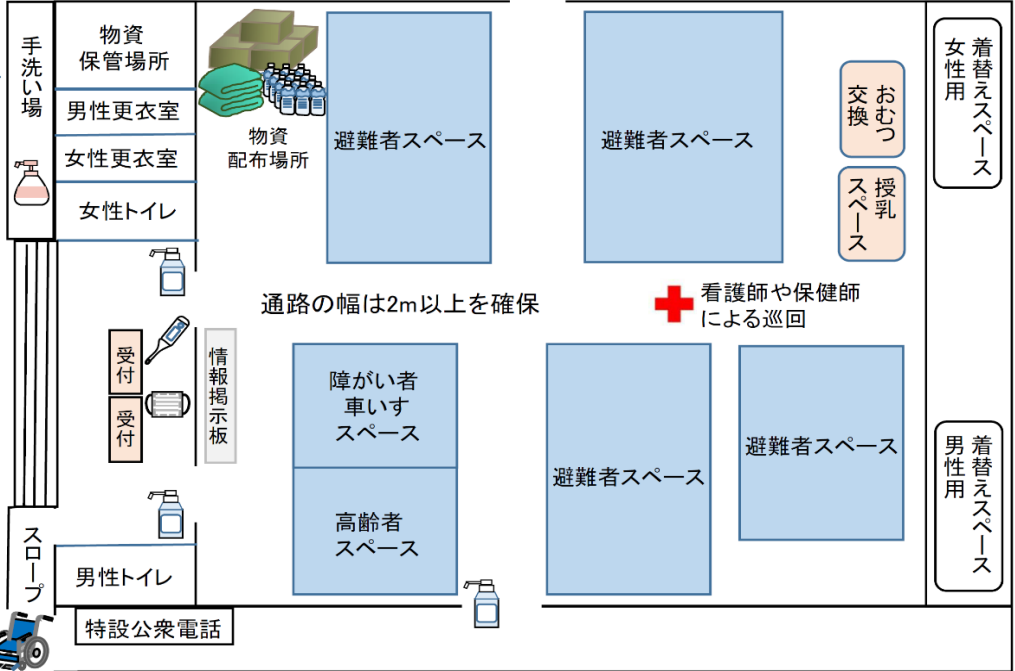 手洗い場
物資
保管場所
男性更衣室
女性更衣室
女性トイレ
物資
配布場所
避難者スペース
避難者スペース
おむつ
交換
授乳
スペース
着替えスペース
女性用
通路の幅は2m以上を確保
看護師や保健師
による巡回
受付
受付
情報掲示板
障がい者
車いす
スペース
高齢者
スペース
避難者スペース
避難者スペース
着替えスペース
男性用
スロープ
男性トイレ
特設公衆電話